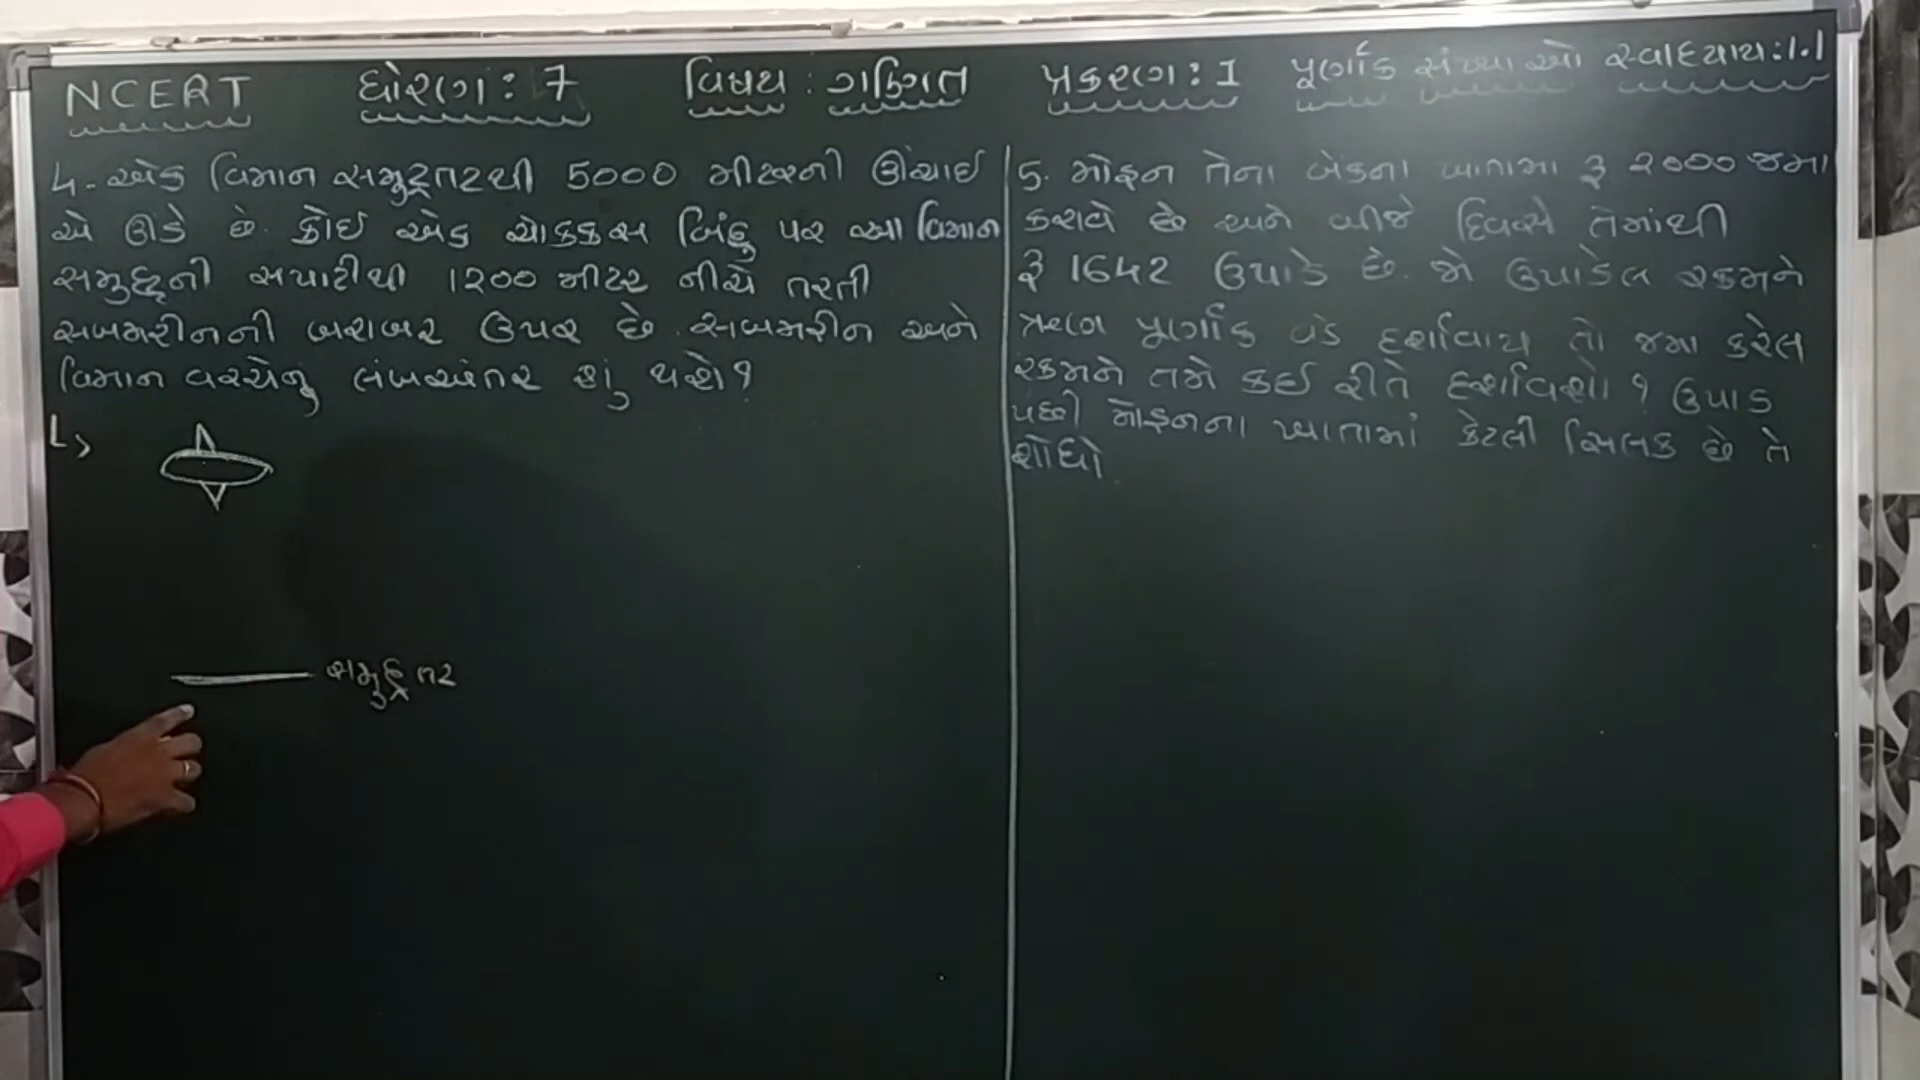 NCERT ધોરણ : 7 વિષય : ગણિત પ્રકરણ : 1 પૂર્ણાંક સંખ્યાઓ સ્વાધ્યાય : 1.1
4. એક વિમાન સમુદ્રતટથી 5000 મીટરની ઊંચાઈ
એ ઊડે છે. કોઈ એક ચોક્કસ બિંદુ પર આ વિમાન
સમુદ્રની સપાટીથી 1200 મીટર નીચે તરતી
સબમરીનની બરાબર ઉપર છે. સબમરીન અને
વિમાન વચ્ચેનુ લંબઅંતર શું થશે?
સમુદ્રતટ
5. મોહન તેના બેંકના ખાતામા રૂ 2000 જમા
કરાવે છે અને બીજે દિવસે તેમાંથી
રૂ 1642 ઉપાડે છે. જો ઉપાડેલ રકમને
ઋણ પૂર્ણાંક વડે દર્શાવાય તો જમા કરેલ
રકમને તમે કઈ રીતે દર્શાવશો? ઉપાડ
પછી મોહનના ખાતામાં કેટલી સિલક છે તે
શોધો